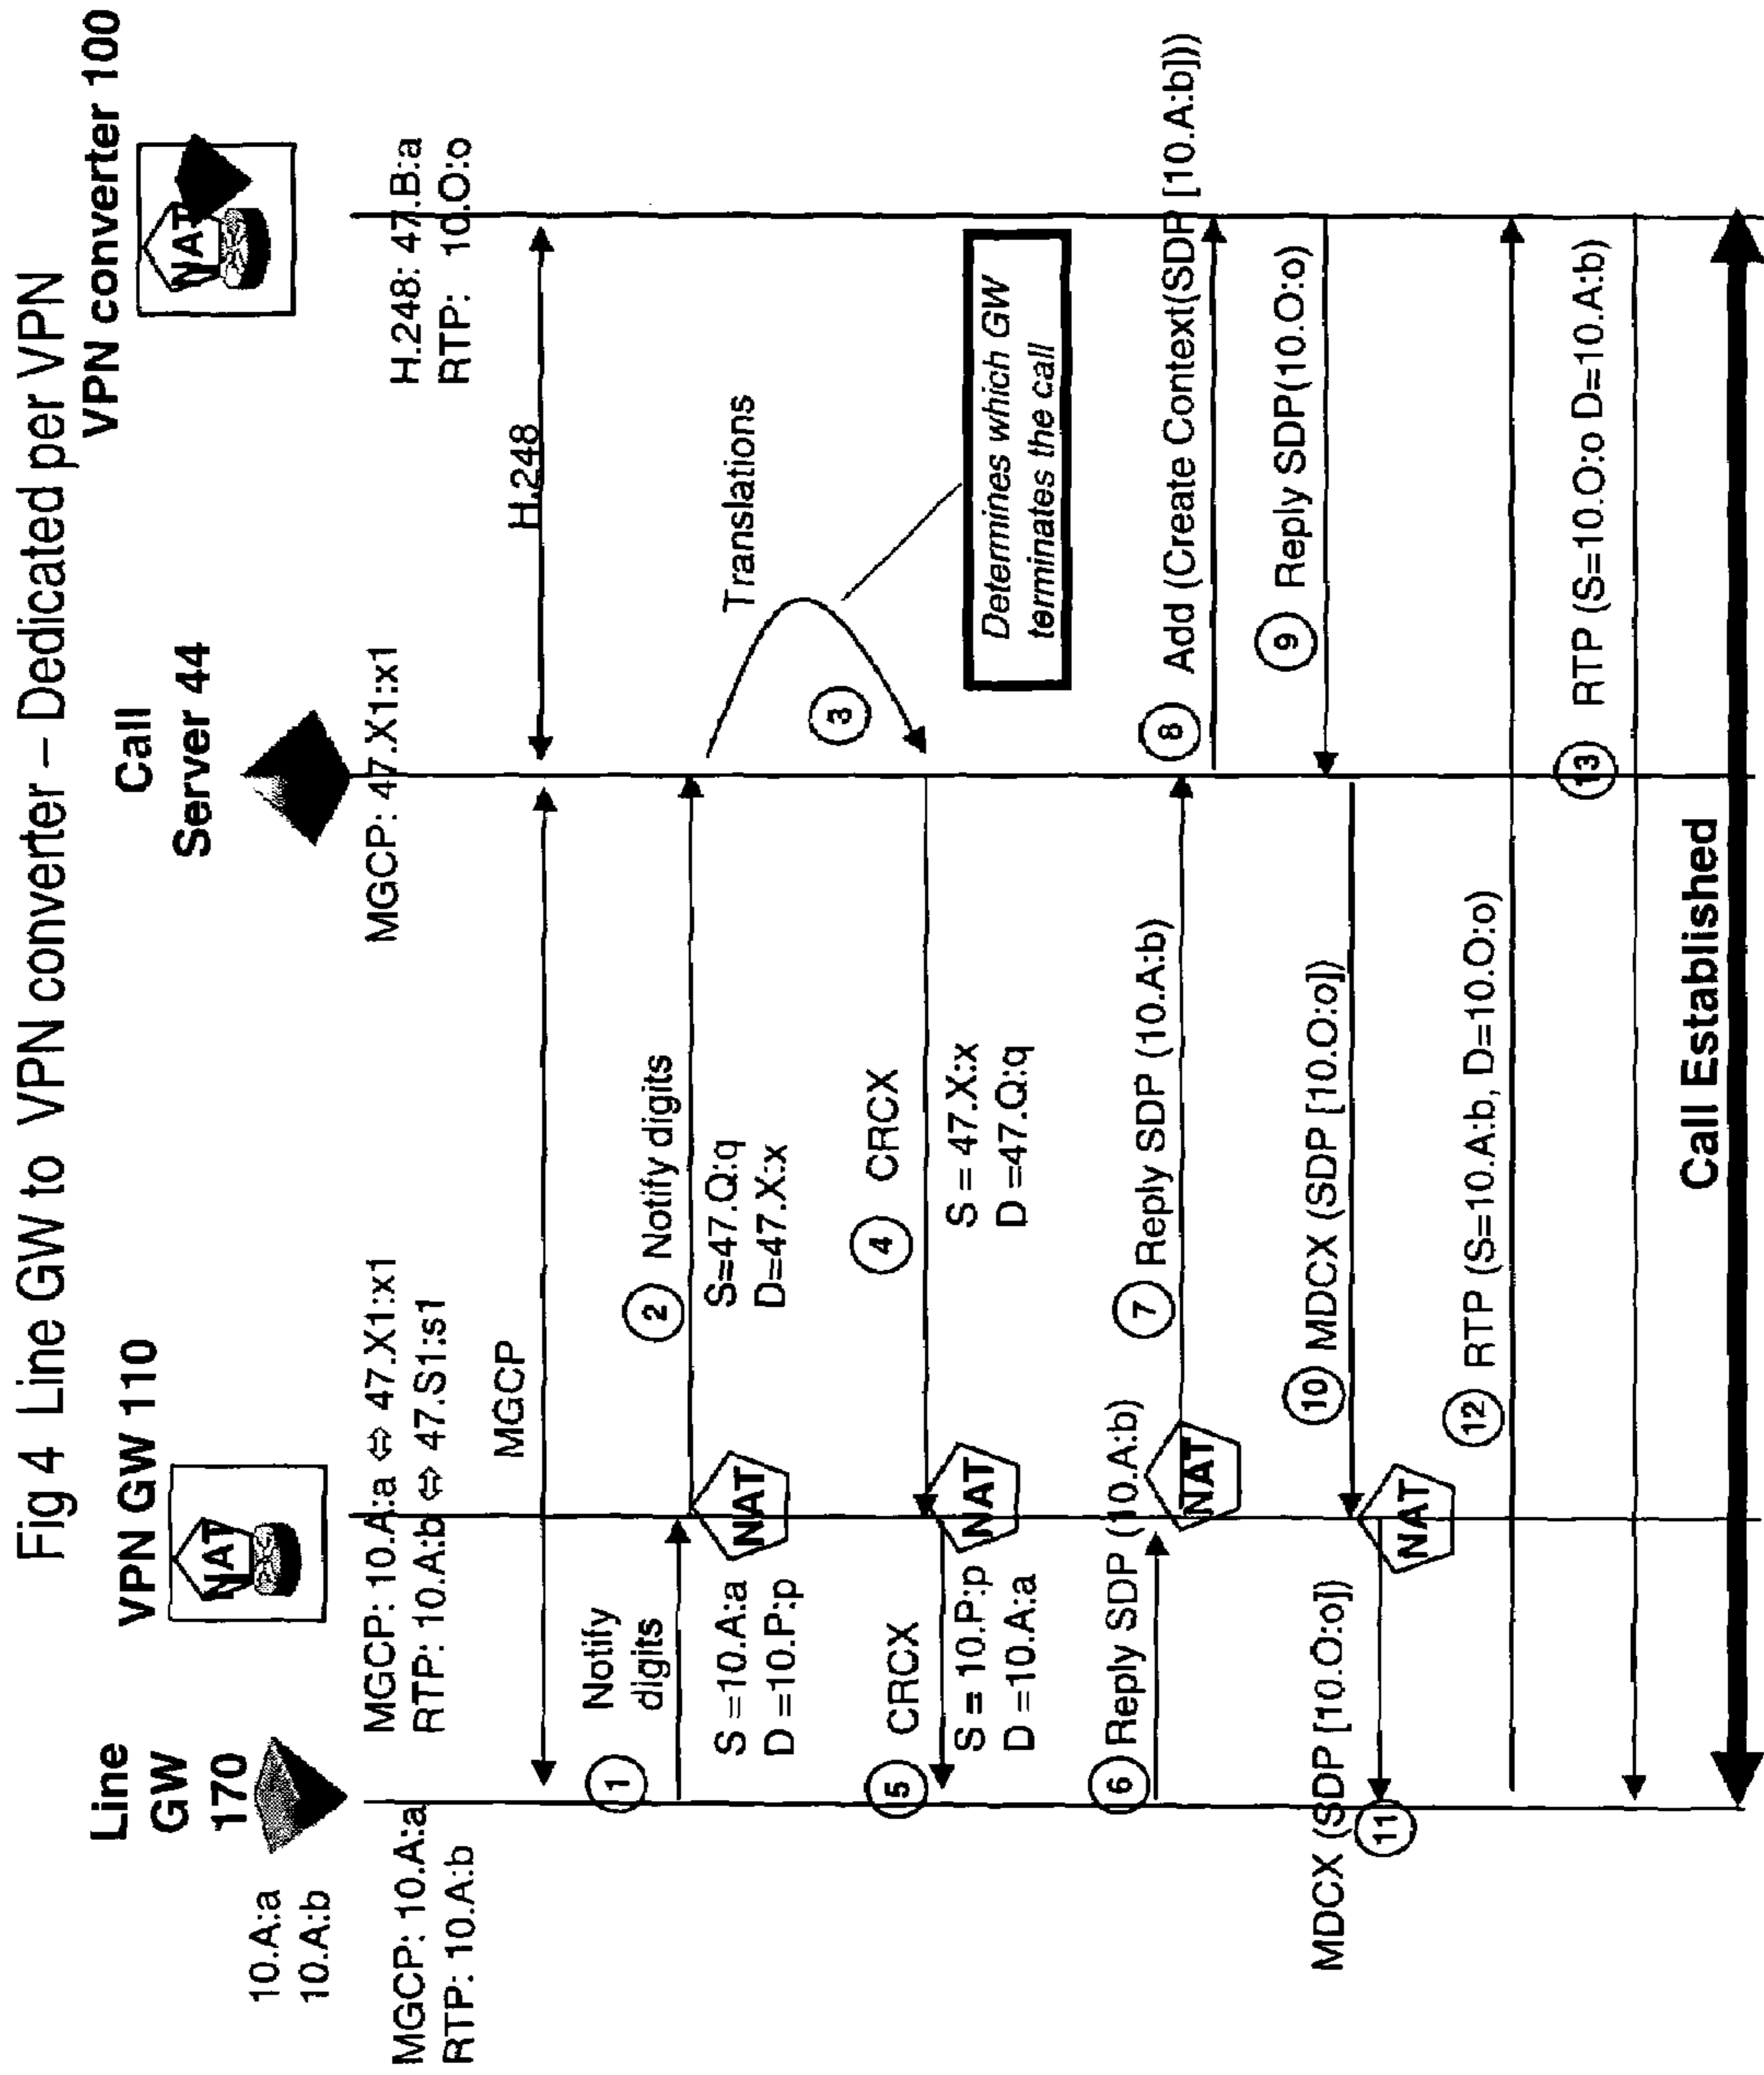 Fig 4 Line GW to VPN converter – Dedicated per VPN
Line
GW
170
VPN GW 110
Call
Server 44
VPN converter 100
NAT
NAT
10.A:a
10.A:b
MGCP: 10.A:a
RTP: 10.A:b
MGCP: 10.A:a ⇔ 47.X1:x1
RTP: 10.A:b ⇔ 47.S1:s1
MGCP: 47.X1:x1
H.248: 47.B:a
RTP: 10.O:o
MGCP
H.248
1
Notify
digits
S =10.A:a
D =10.P:p
NAT
2 Notify digits
S=47.Q:q
D=47.X:x
Translations
3
Determines which GW
terminates the call
4 CRCX
S = 47.X:x
D =47.Q:q
5 CRCX
S = 10.P:p
D =10.A:a
NAT
6 Reply SDP (10.A:b)
NAT
7 Reply SDP (10.A:b)
8 Add (Create Context(SDP [10.A:b]))
9 Reply SDP(10.O:o)
10 MDCX (SDP [10.O:o])
NAT
MDCX (SDP [10.O:o])
11
12 RTP (S=10.A:b, D=10.O:o)
13 RTP (S=10.O:o D=10.A:b)
Call Established